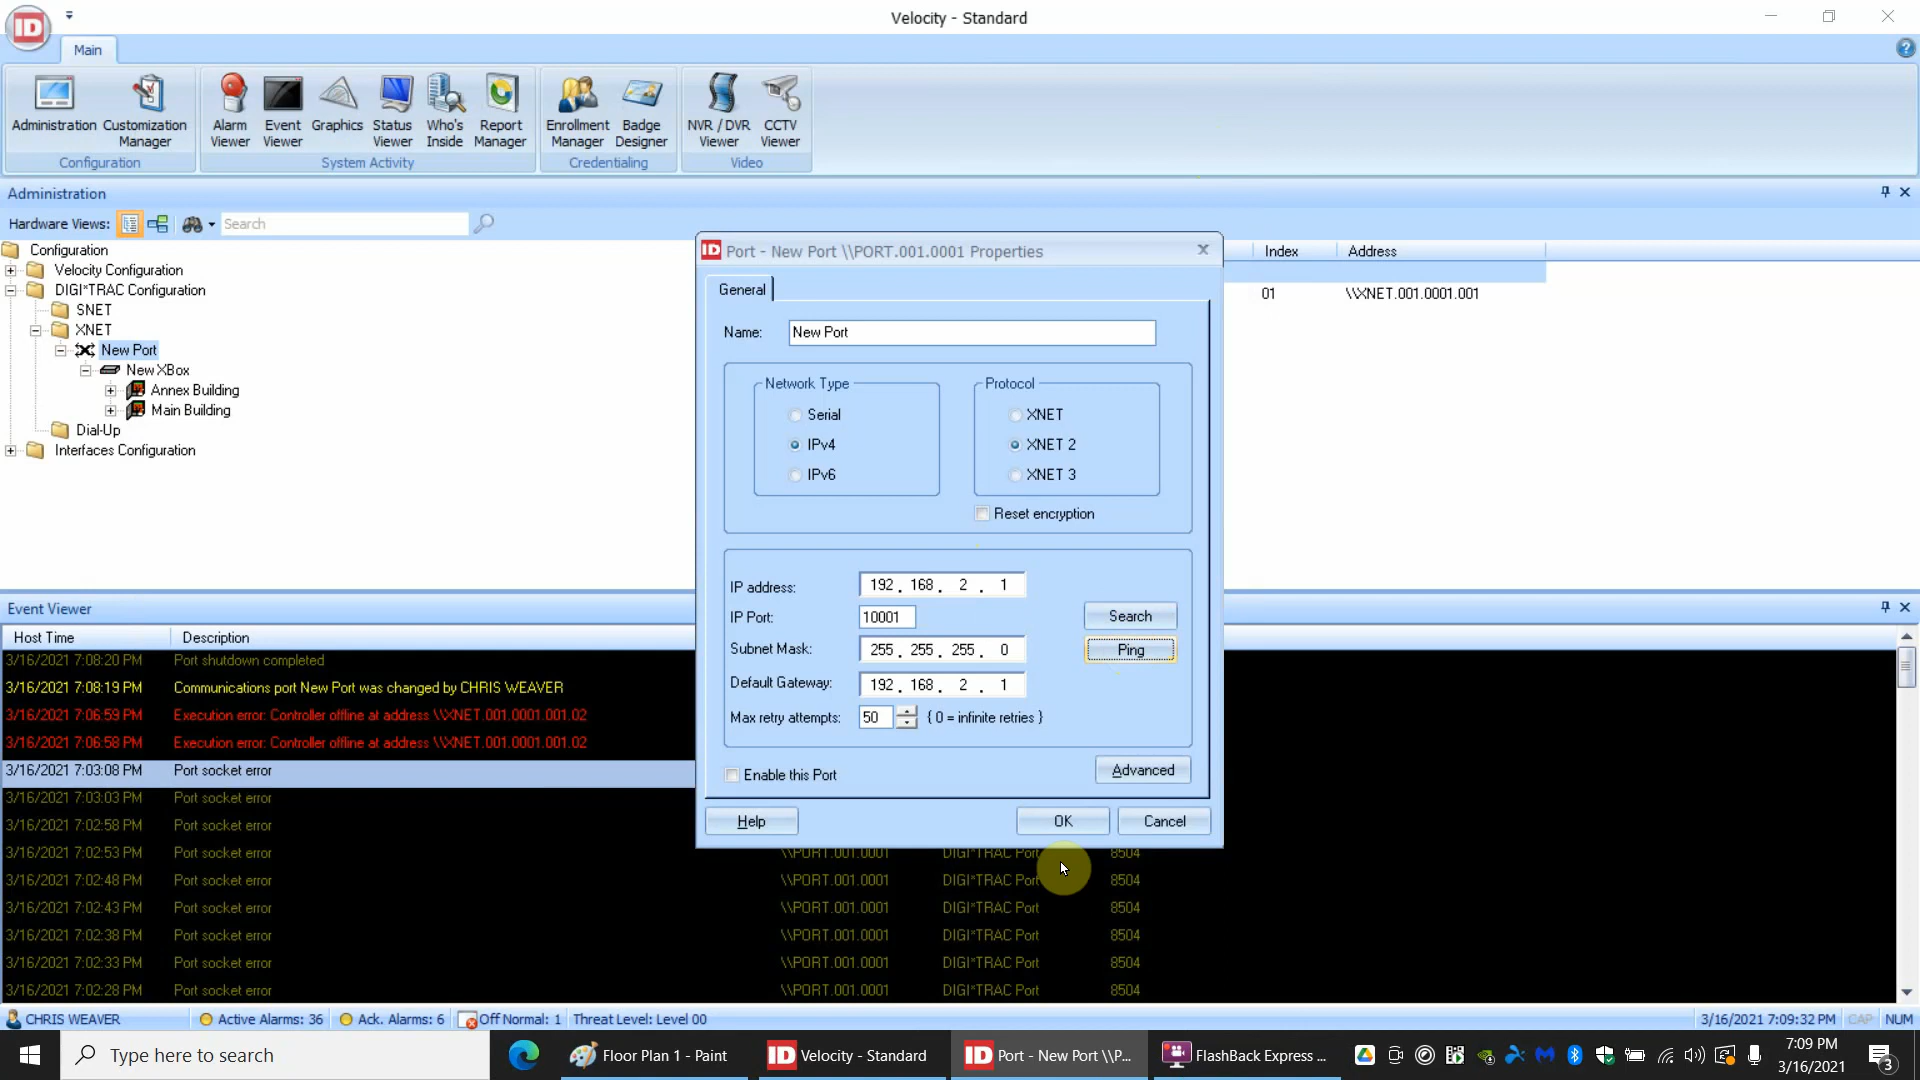 ID
Velocity - Standard
Main
Administration
Customization Manager
Configuration
Alarm Viewer
Event Viewer
Graphics
Status Viewer
Who's Inside
Report Manager
System Activity
Enrollment Manager
Badge Designer
Credentialing
NVR / DVR Viewer
CCTV Viewer
Video
Administration
Hardware Views:
Search
Configuration
Velocity Configuration
DIGI*TRAC Configuration
SNET
XNET
New Port
New XBox
Annex Building
Main Building
Dial-Up
Interfaces Configuration
Index
Address
01
\\XNET.001.0001.001
ID Port - New Port \\PORT.001.0001 Properties
General
Name:
New Port
Network Type
Serial
IPv4
IPv6
Protocol
XNET
XNET 2
XNET 3
Reset encryption
IP address:
192 . 168 . 2 . 1
IP Port:
10001
Search
Subnet Mask:
255 . 255 . 255 . 0
Ping
Default Gateway:
192 . 168 . 2 . 1
Max retry attempts:
50
{ 0 = infinite retries }
Enable this Port
Advanced
Help
OK
Cancel
Event Viewer
Host Time Description
3/16/2021 7:08:20 PM Port shutdown completed
3/16/2021 7:08:19 PM Communications port New Port was changed by CHRIS WEAVER
3/16/2021 7:06:59 PM Execution error: Controller offline at address \\XNET.001.0001.001.02
3/16/2021 7:06:58 PM Execution error: Controller offline at address \\XNET.001.0001.001.02
3/16/2021 7:03:08 PM Port socket error
3/16/2021 7:03:03 PM Port socket error
3/16/2021 7:02:58 PM Port socket error
3/16/2021 7:02:53 PM Port socket error \\PORT.001.0001 DIGI*TRAC Port 8504
3/16/2021 7:02:48 PM Port socket error \\PORT.001.0001 DIGI*TRAC Port 8504
3/16/2021 7:02:43 PM Port socket error \\PORT.001.0001 DIGI*TRAC Port 8504
3/16/2021 7:02:38 PM Port socket error \\PORT.001.0001 DIGI*TRAC Port 8504
3/16/2021 7:02:33 PM Port socket error \\PORT.001.0001 DIGI*TRAC Port 8504
3/16/2021 7:02:28 PM Port socket error \\PORT.001.0001 DIGI*TRAC Port 8504
CHRIS WEAVER Active Alarms: 36 Ack. Alarms: 6 Off Normal: 1 Threat Level: Level 00 3/16/2021 7:09:32 PM CAP NUM
Type here to search
Floor Plan 1 - Paint
ID Velocity - Standard
ID Port - New Port \\P...
FlashBack Express ...
7:09 PM
3/16/2021
3